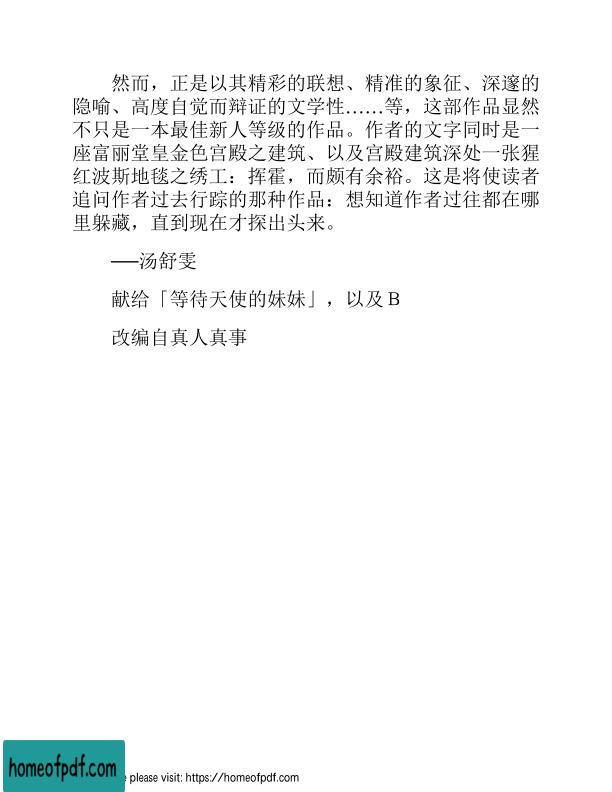 然而，正是以其精彩的联想、精准的象征、深邃的
隐喻、高度自觉而辩证的文学性……等，这部作品显然
不只是一本最佳新人等级的作品。作者的文字同时是一
座富丽堂皇金色宫殿之建筑、以及宫殿建筑深处一张猩
红波斯地毯之绣工：挥霍，而颇有余裕。这是将使读者
追问作者过去行踪的那种作品：想知道作者过往都在哪
里躲藏，直到现在才探出头来。
──汤舒雯
献给「等待天使的妹妹」，以及B
改编自真人真事
homeofpdf.com
please visit: https://homeofpdf.com